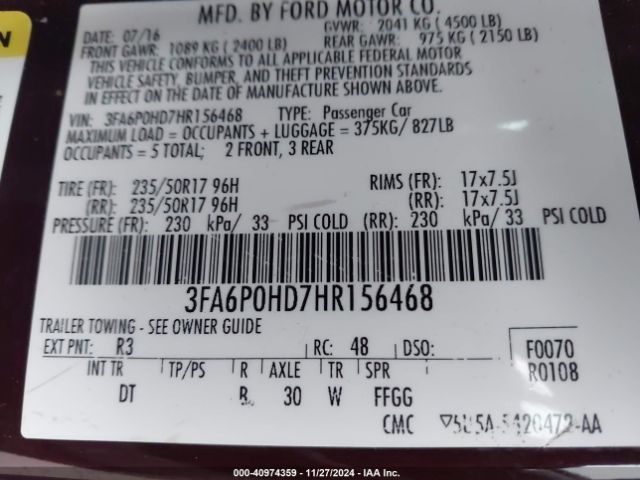 N
MFD. BY FORD MOTOR CO.
DATE: 07/16 GVWR: 2041 KG (4500 LB)
FRONT GAWR: 1089 KG (2400 LB) REAR GAWR: 975 KG (2150 LB)
THIS VEHICLE CONFORMS TO ALL APPLICABLE FEDERAL MOTOR
VEHICLE SAFETY, BUMPER, AND THEFT PREVENTION STANDARDS
IN EFFECT ON THE DATE OF MANUFACTURE SHOWN ABOVE.
VIN: 3FA6P0HD7HR156468 TYPE: Passenger Car
MAXIMUM LOAD = OCCUPANTS + LUGGAGE = 375KG/ 827LB
OCCUPANTS = 5 TOTAL; 2 FRONT, 3 REAR
TIRE (FR): 235/50R17 96H RIMS (FR): 17x7.5J
(RR): 235/50R17 96H (RR): 17x7.5J
PRESSURE (FR): 230 kPa/ 33 PSI COLD (RR): 230 kPa/ 33 PSI COLD
3FA6P0HD7HR156468
TRAILER TOWING - SEE OWNER GUIDE
EXT PNT: R3 RC: 48 DSO: F0070
R0108
INT TR TP/PS R AXLE TR SPR
DT B 30 W FFGG
CMC 5U5A-5420472-AA
000-40974359 - 11/27/2024 - IAA Inc.